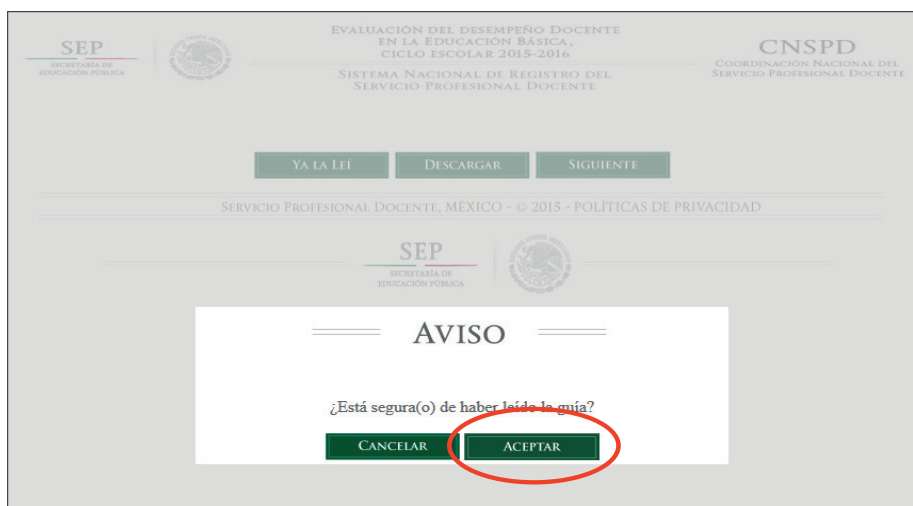 SEP
SECRETARÍA DE
EDUCACIÓN PÚBLICA
EVALUACIÓN DEL DESEMPEÑO DOCENTE
EN LA EDUCACIÓN BÁSICA,
CICLO ESCOLAR 2015-2016
SISTEMA NACIONAL DE REGISTRO DEL
SERVICIO PROFESIONAL DOCENTE
CNSPD
COORDINACIÓN NACIONAL DEL
SERVICIO PROFESIONAL DOCENTE
YA LA LEÍ DESCARGAR SIGUIENTE
SERVICIO PROFESIONAL DOCENTE, MÉXICO - © 2015 - POLÍTICAS DE PRIVACIDAD
SEP
SECRETARÍA DE
EDUCACIÓN PÚBLICA
AVISO
¿Está segura(o) de haber leído la guía?
CANCELAR ACEPTAR